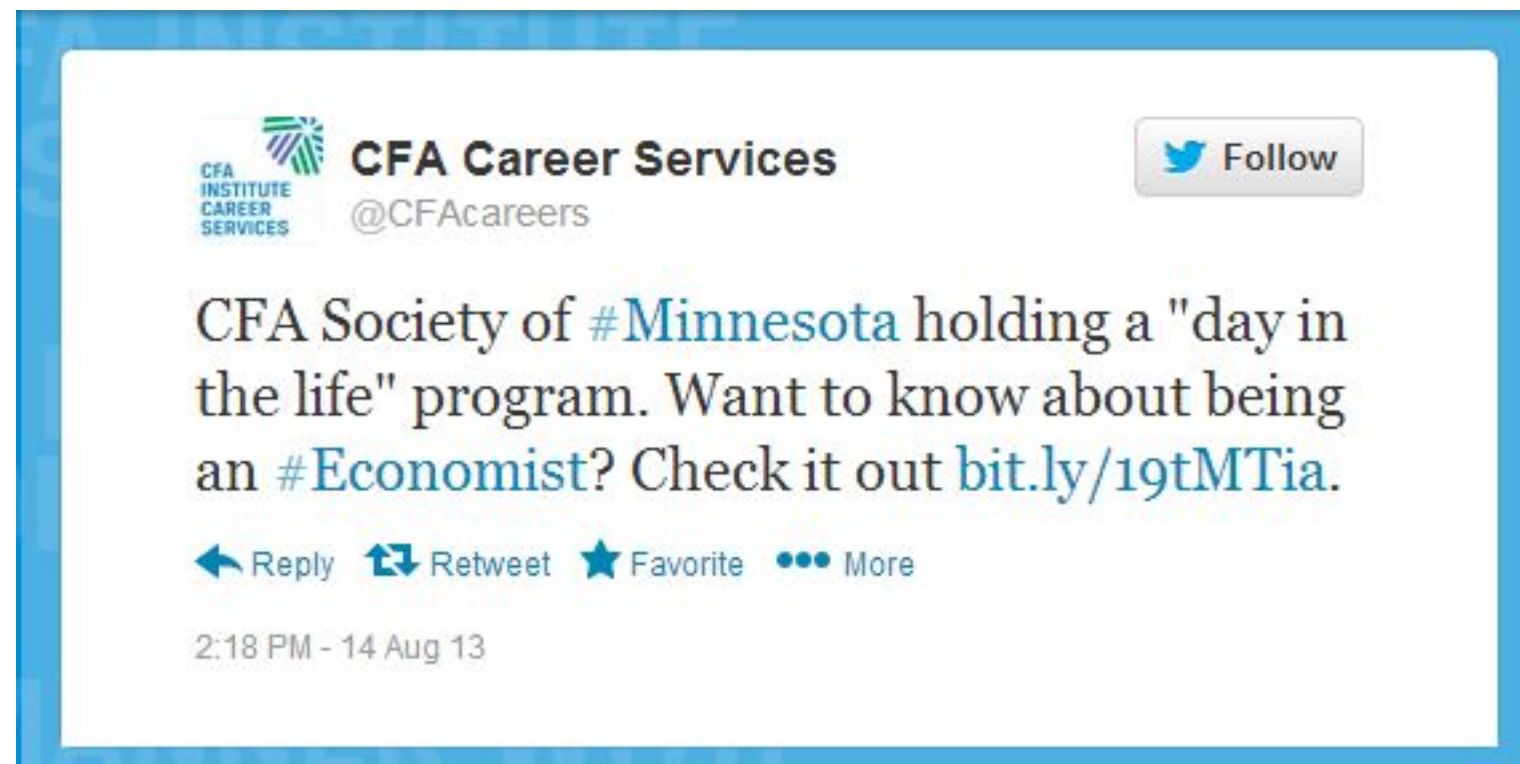 FA INSTITUTE
CFA
INSTITUTE
CAREER
SERVICES
CFA Career Services
@CFAcareers
Follow
CFA Society of #Minnesota holding a "day in
the life" program. Want to know about being
an #Economist? Check it out bit.ly/19tMTia.
Reply Retweet Favorite More
2:18 PM - 14 Aug 13